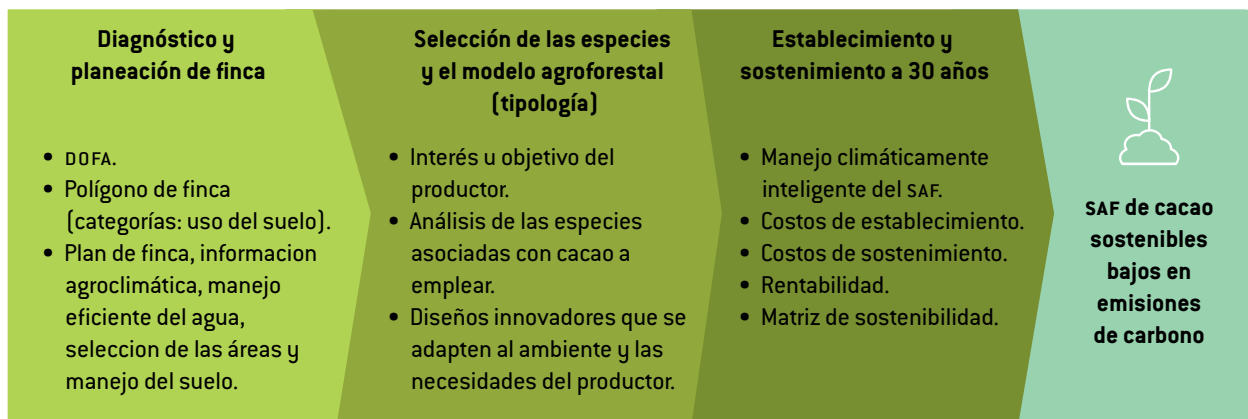 Diagnóstico y
planeación de finca
• DOFA.
• Polígono de finca
(categorías: uso del suelo).
• Plan de finca, informacion
agroclimática, manejo
eficiente del agua,
seleccion de las áreas y
manejo del suelo.
Selección de las especies
y el modelo agroforestal
(tipología)
• Interés u objetivo del
productor.
• Análisis de las especies
asociadas con cacao a
emplear.
• Diseños innovadores que se
adapten al ambiente y las
necesidades del productor.
Establecimiento y
sostenimiento a 30 años
• Manejo climáticamente
inteligente del SAF.
• Costos de establecimiento.
• Costos de sostenimiento.
• Rentabilidad.
• Matriz de sostenibilidad.
SAF de cacao
sostenibles
bajos en
emisiones
de carbono